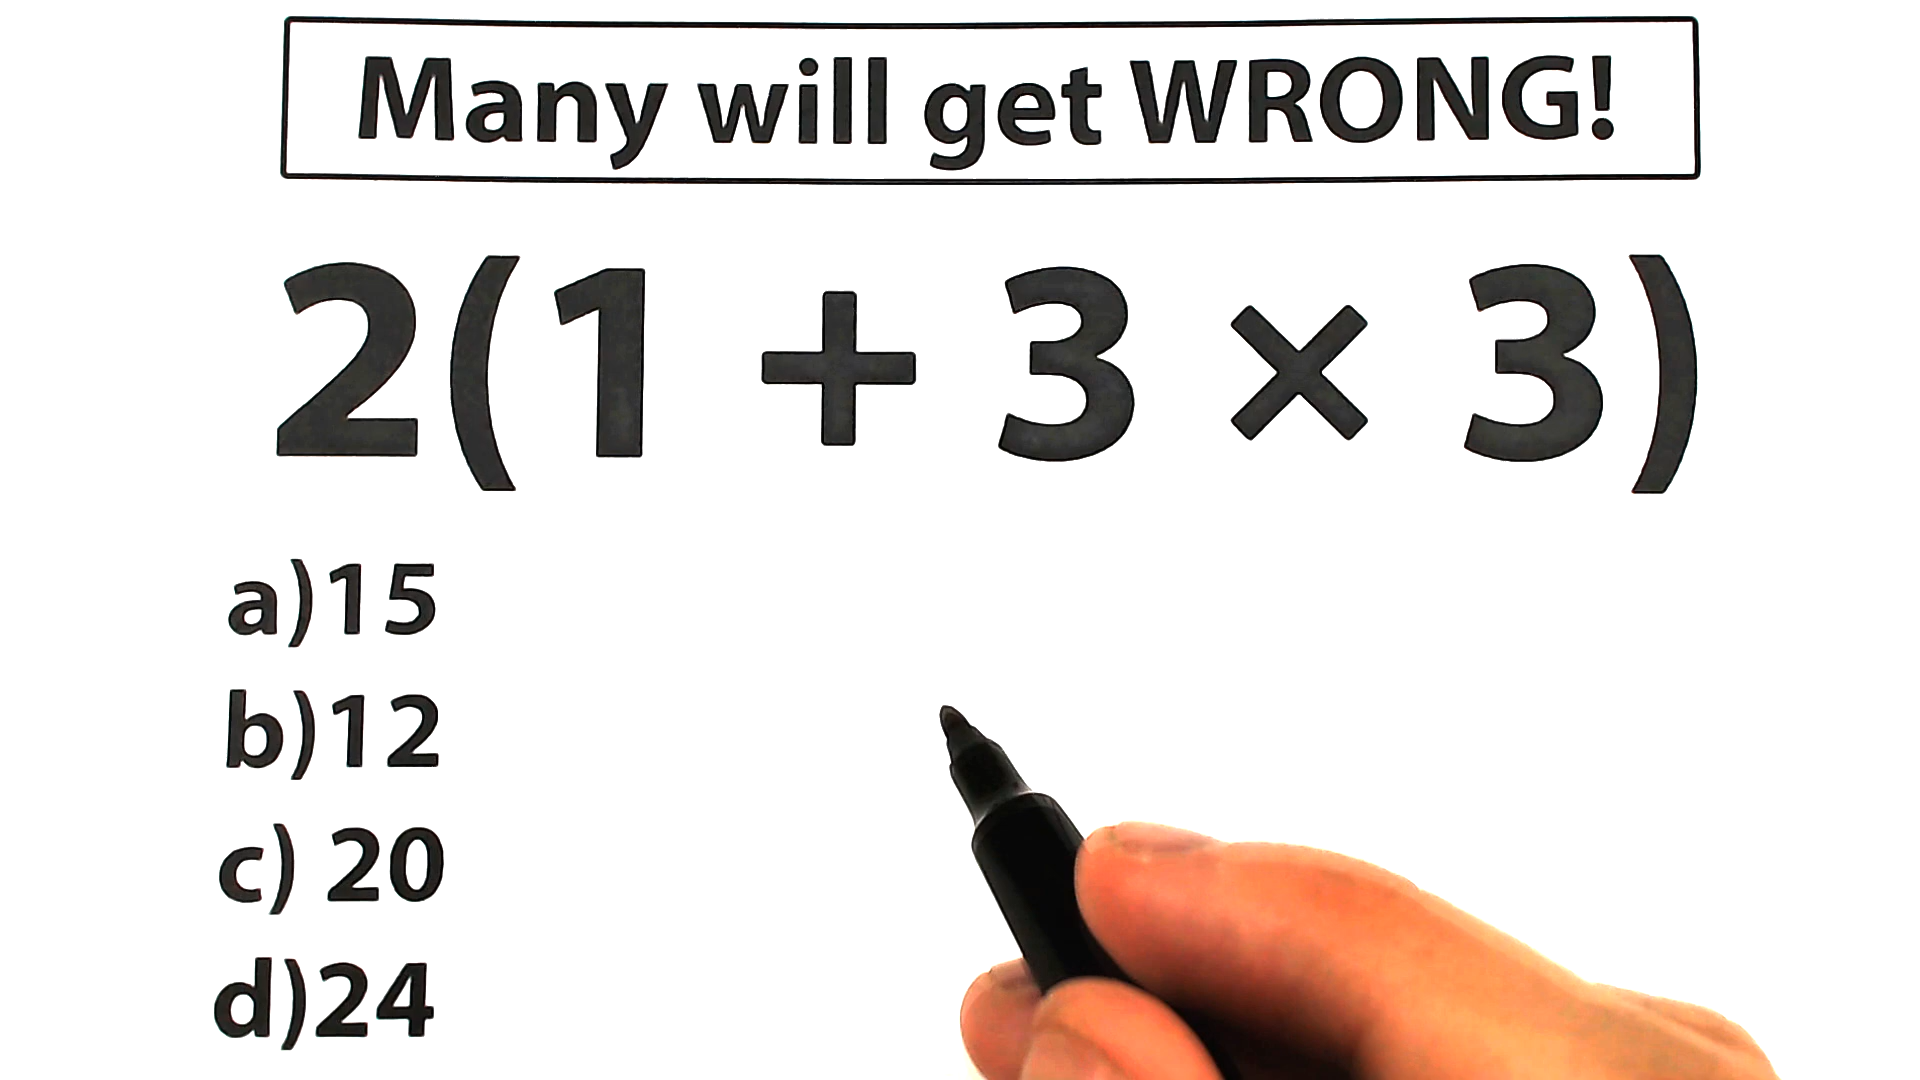 Many will get WRONG!
2(1 + 3 × 3)
a)15
b)12
c) 20
d)24